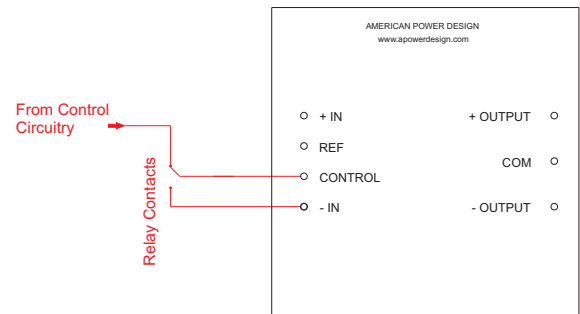 AMERICAN POWER DESIGN
www.apowerdesign.com
From Control
Circuitry
Relay Contacts
+ IN
REF
CONTROL
- IN
+ OUTPUT
COM
- OUTPUT